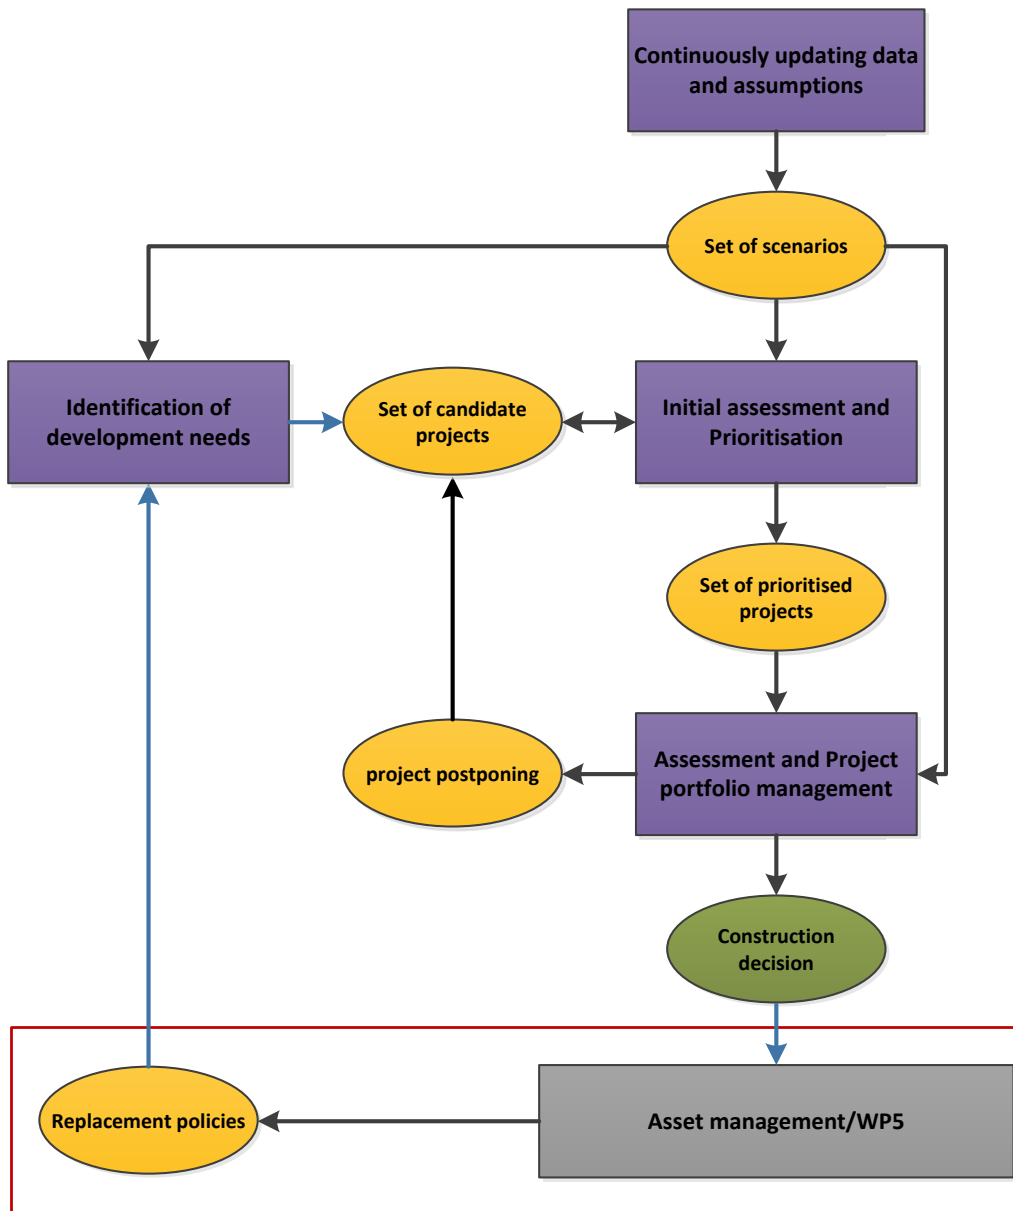 Continuously updating data
and assumptions
Set of scenarios
Identification of
development needs
Set of candidate
projects
Initial assessment and
Prioritisation
Set of prioritised
projects
project postponing
Assessment and Project
portfolio management
Construction
decision
Replacement policies
Asset management/WP5